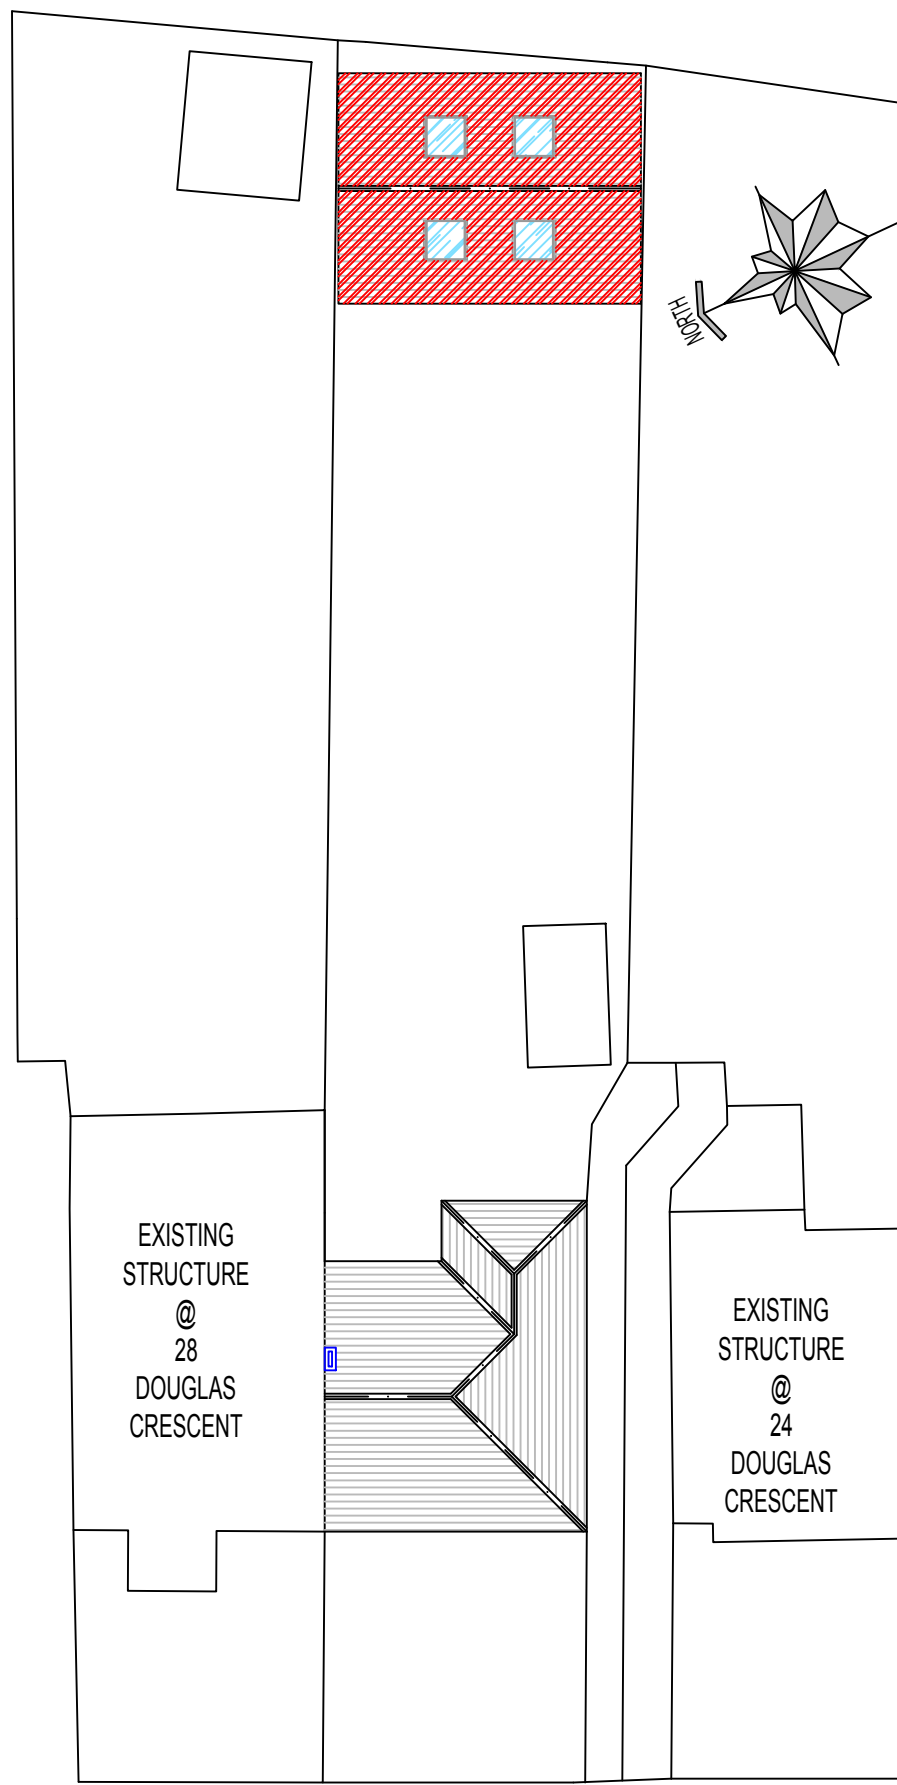 NORTH
EXISTING
STRUCTURE
@
28
DOUGLAS
CRESCENT
EXISTING
STRUCTURE
@
24
DOUGLAS
CRESCENT